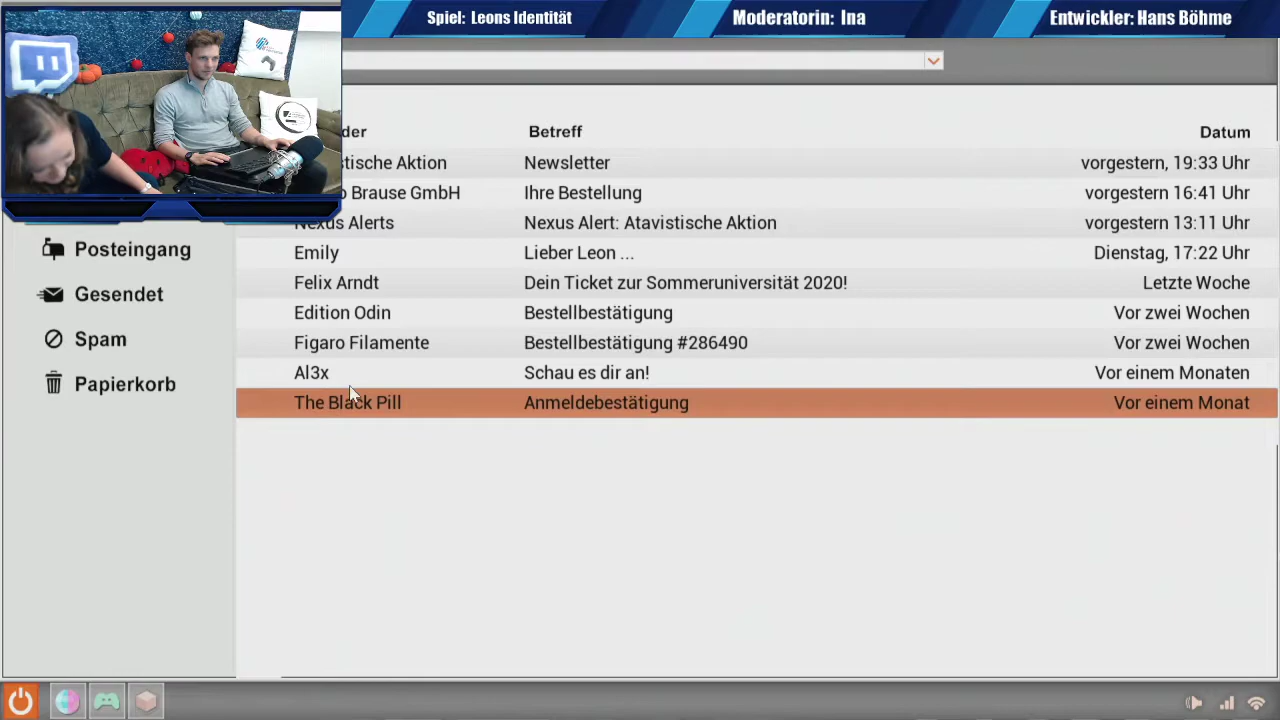 Spiel: Leons Identität
Moderatorin: Ina
Entwickler: Hans Böhme
Betreff
Datum
Newsletter
vorgestern, 19:33 Uhr
Brause GmbH
Ihre Bestellung
vorgestern 16:41 Uhr
Nexus Alerts
Nexus Alert: Atavistische Aktion
vorgestern 13:11 Uhr
Emily
Lieber Leon ...
Dienstag, 17:22 Uhr
Felix Arndt
Dein Ticket zur Sommeruniversität 2020!
Letzte Woche
Edition Odin
Bestellbestätigung
Vor zwei Wochen
Figaro Filamente
Bestellbestätigung #286490
Vor zwei Wochen
Al3x
Schau es dir an!
Vor einem Monaten
The Black Pill
Anmeldebestätigung
Vor einem Monat
Posteingang
Gesendet
Spam
Papierkorb